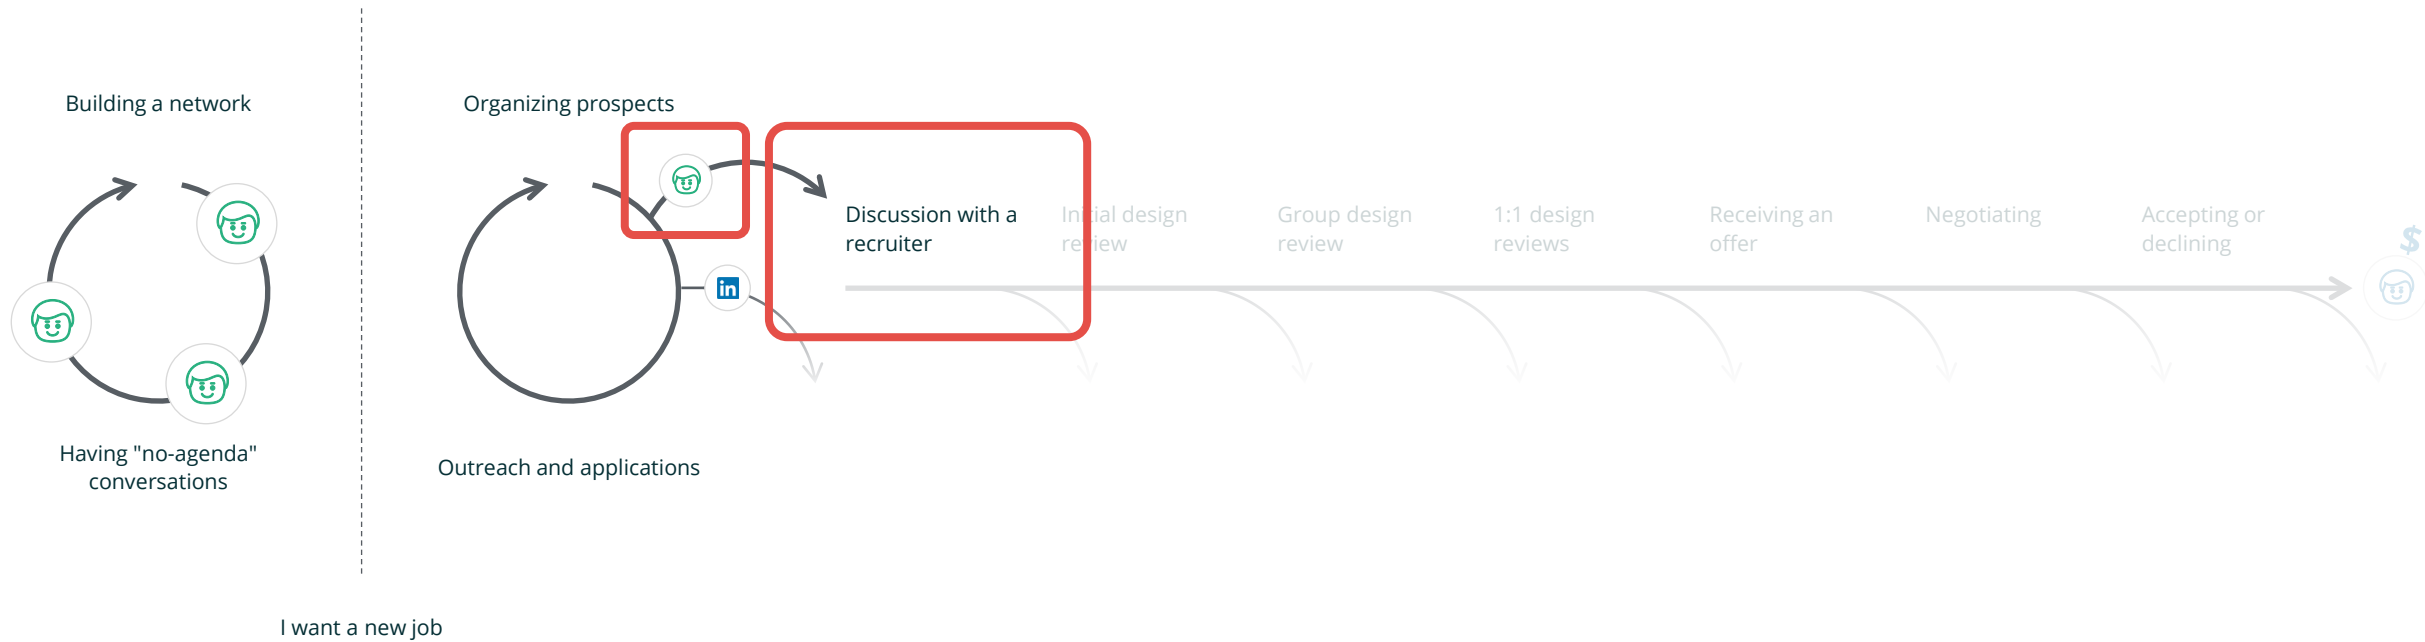 Building a network
Having "no-agenda"
conversations
I want a new job
Organizing prospects
Outreach and applications
in
Discussion with a
recruiter
Initial design
review
Group design
review
1:1 design
reviews
Receiving an
offer
Negotiating
Accepting or
declining
$